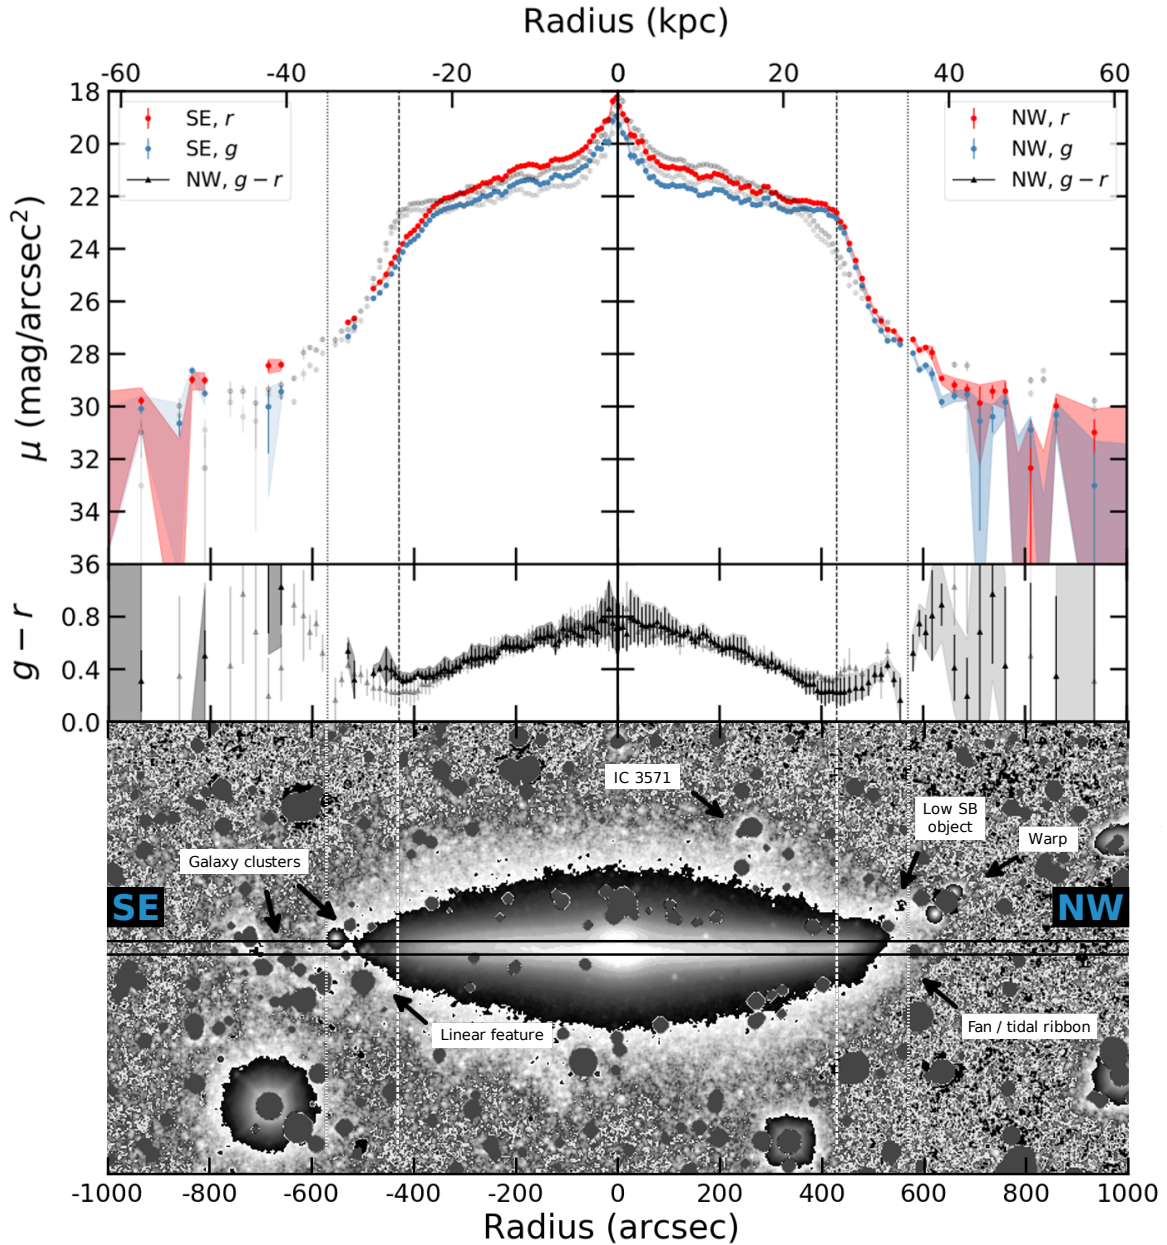 Radius (kpc)
-60 -40 -20 0 20 40 60
18
20
22
24
26
28
30
32
34
36
μ (mag/arcsec²)
SE, r
SE, g
NW, g − r
NW, r
NW, g
NW, g − r
0.8
0.4
0.0
g − r
IC 3571
Low SB
object
Warp
Galaxy clusters
SE
NW
Linear feature
Fan / tidal ribbon
-1000 -800 -600 -400 -200 0 200 400 600 800 1000
Radius (arcsec)